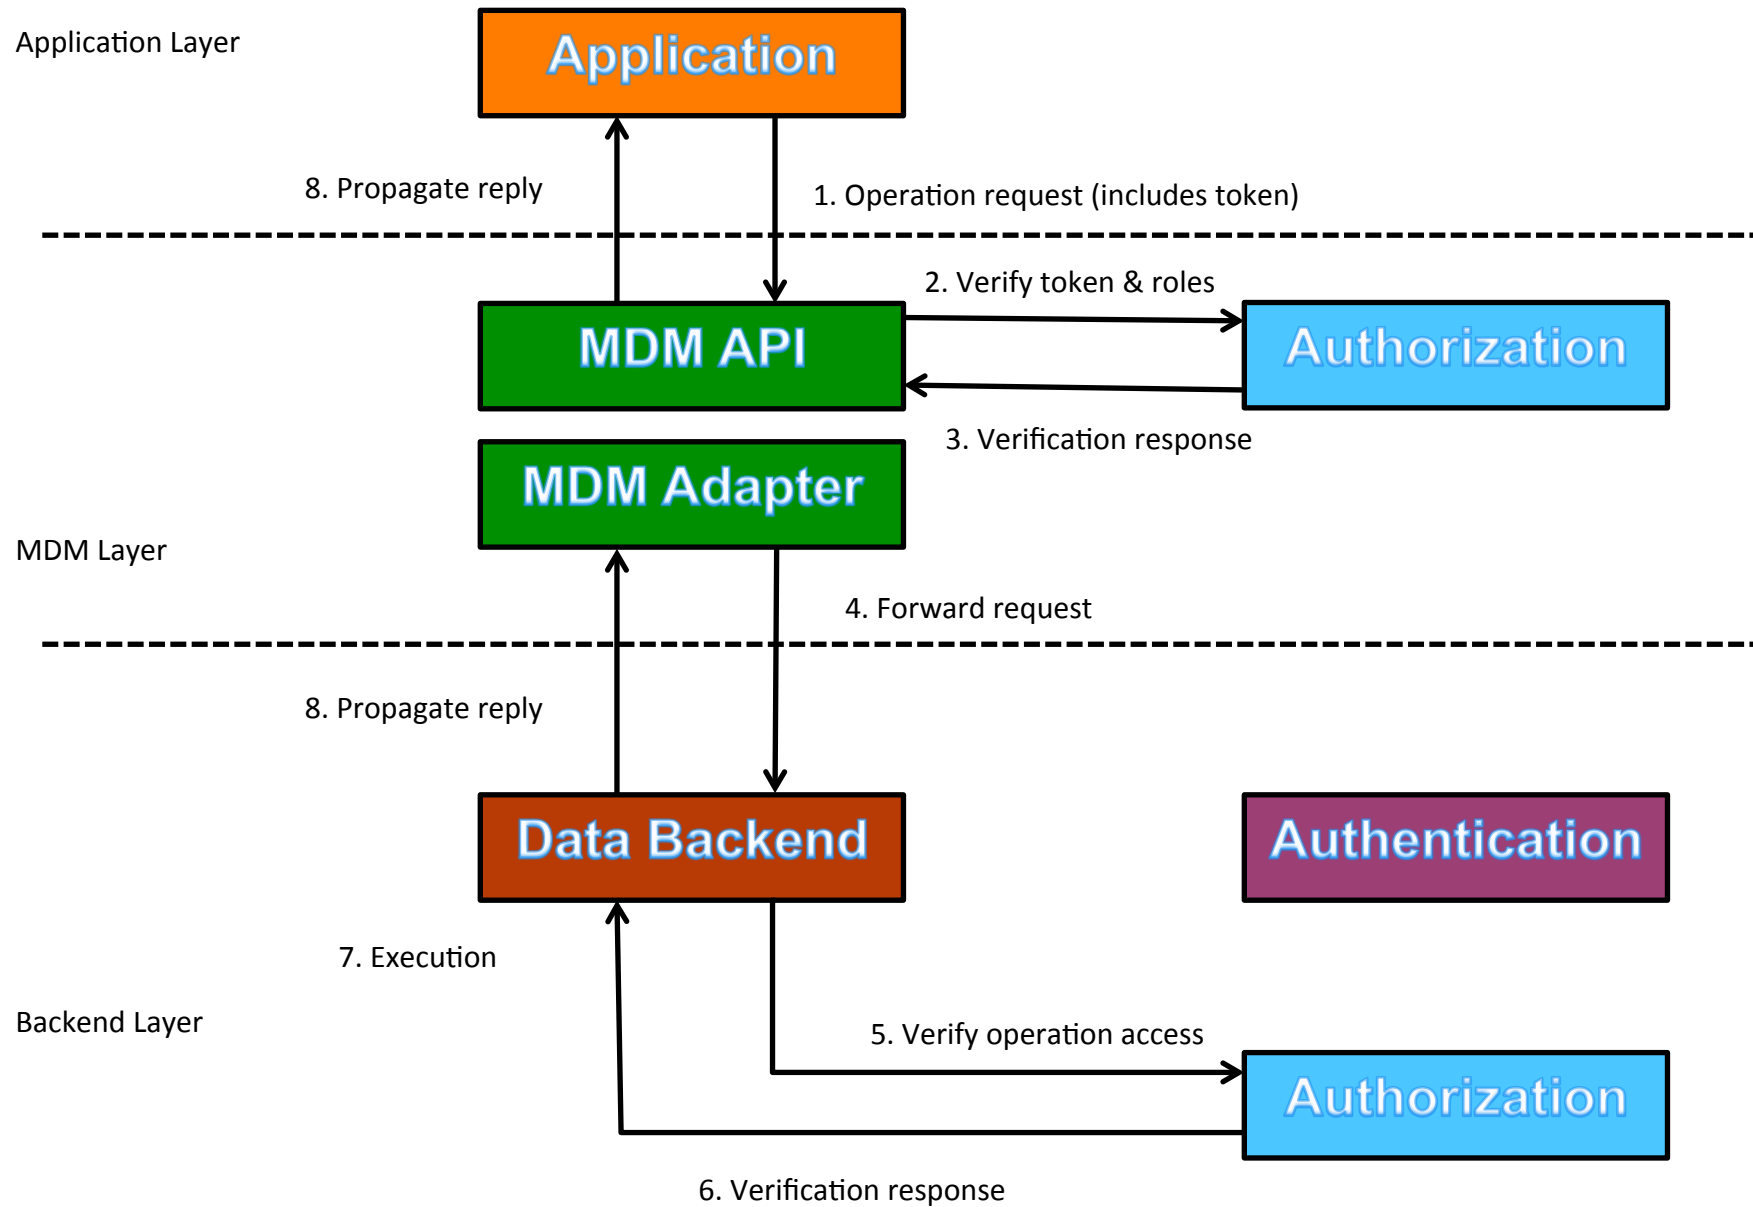 Application Layer
Application
8. Propagate reply
1. Operation request (includes token)
2. Verify token & roles
MDM API
Authorization
3. Verification response
MDM Adapter
MDM Layer
4. Forward request
8. Propagate reply
Data Backend
Authentication
7. Execution
Backend Layer
5. Verify operation access
Authorization
6. Verification response